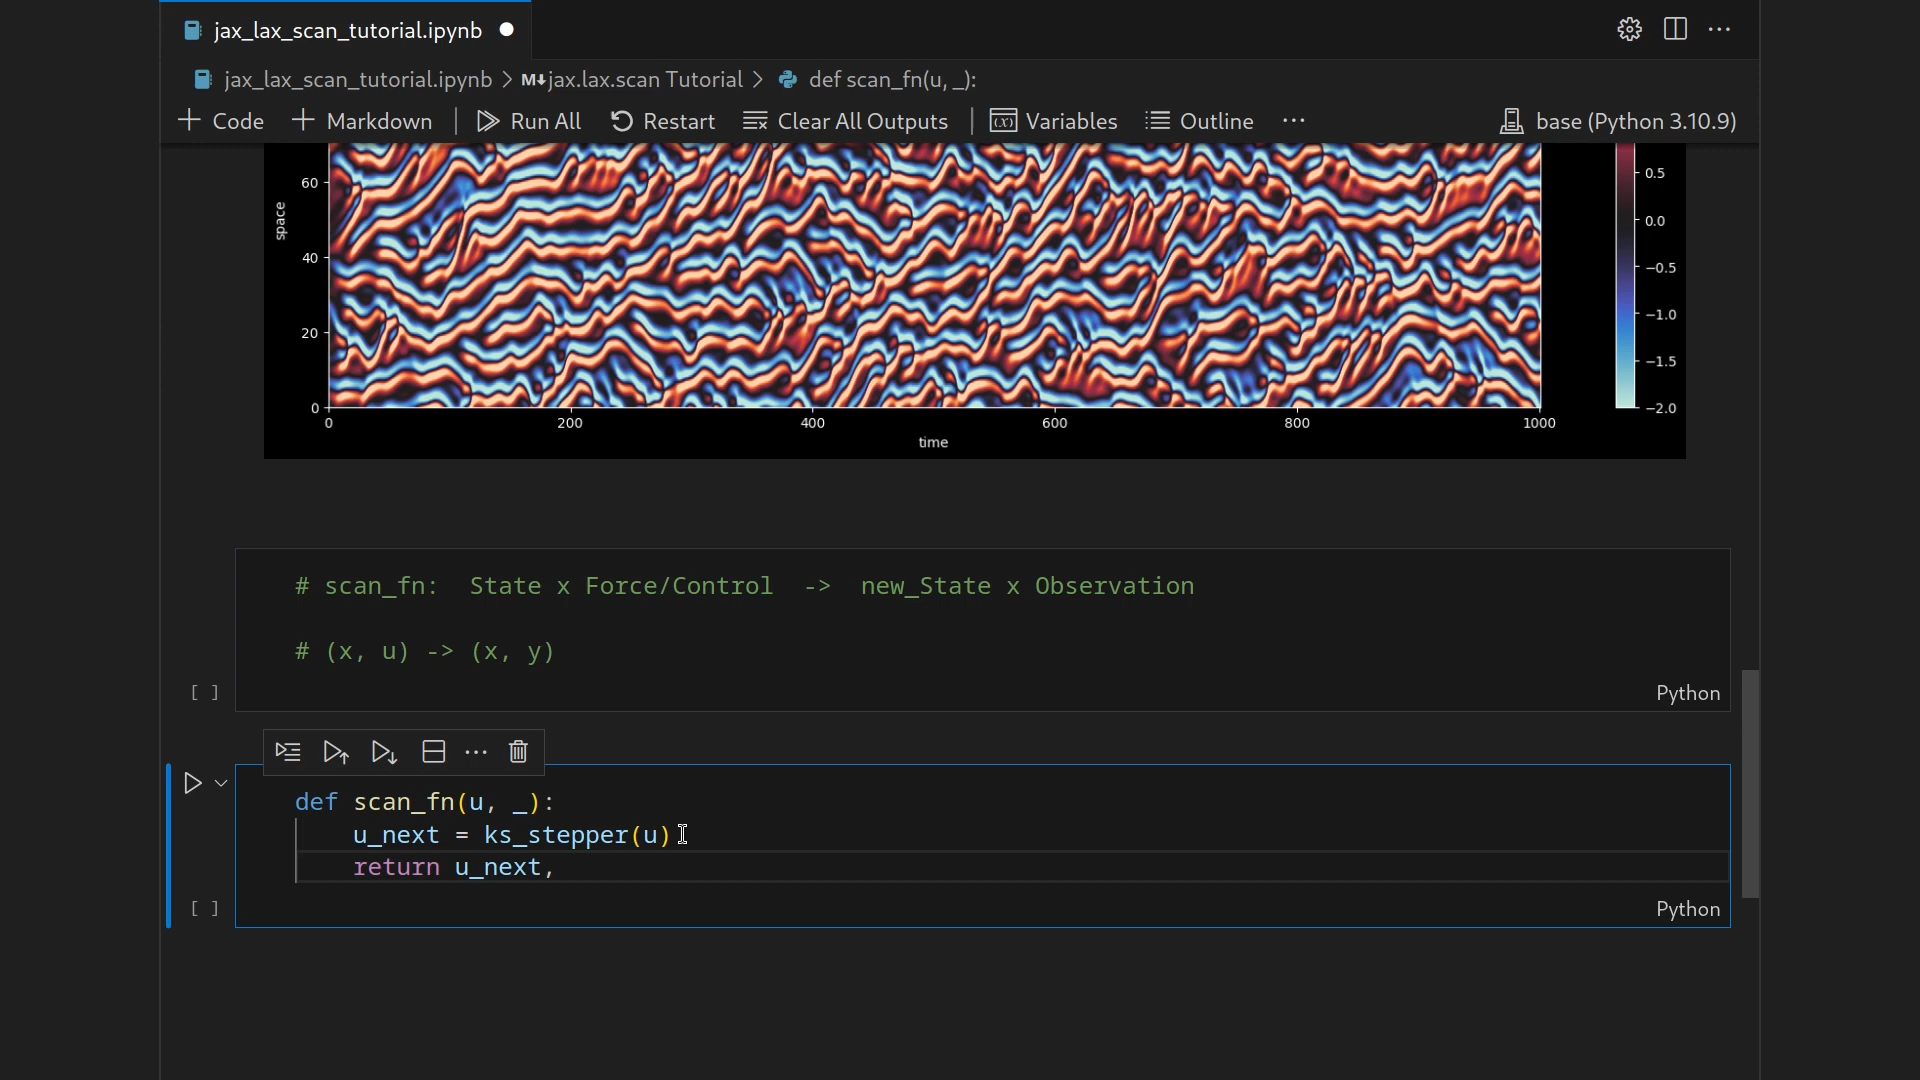 jax_lax_scan_tutorial.ipynb
jax_lax_scan_tutorial.ipynb > M↓ jax.lax.scan Tutorial > def scan_fn(u, _):
+ Code + Markdown Run All Restart Clear All Outputs (x) Variables Outline ... base (Python 3.10.9)
60
40
20
0
space
0 200 400 600 800 1000
time
0.5
0.0
−0.5
−1.0
−1.5
−2.0
# scan_fn:  State x Force/Control  ->  new_State x Observation
# (x, u) -> (x, y)
[ ] Python
def scan_fn(u, _):
    u_next = ks_stepper(u)
    return u_next,
[ ] Python